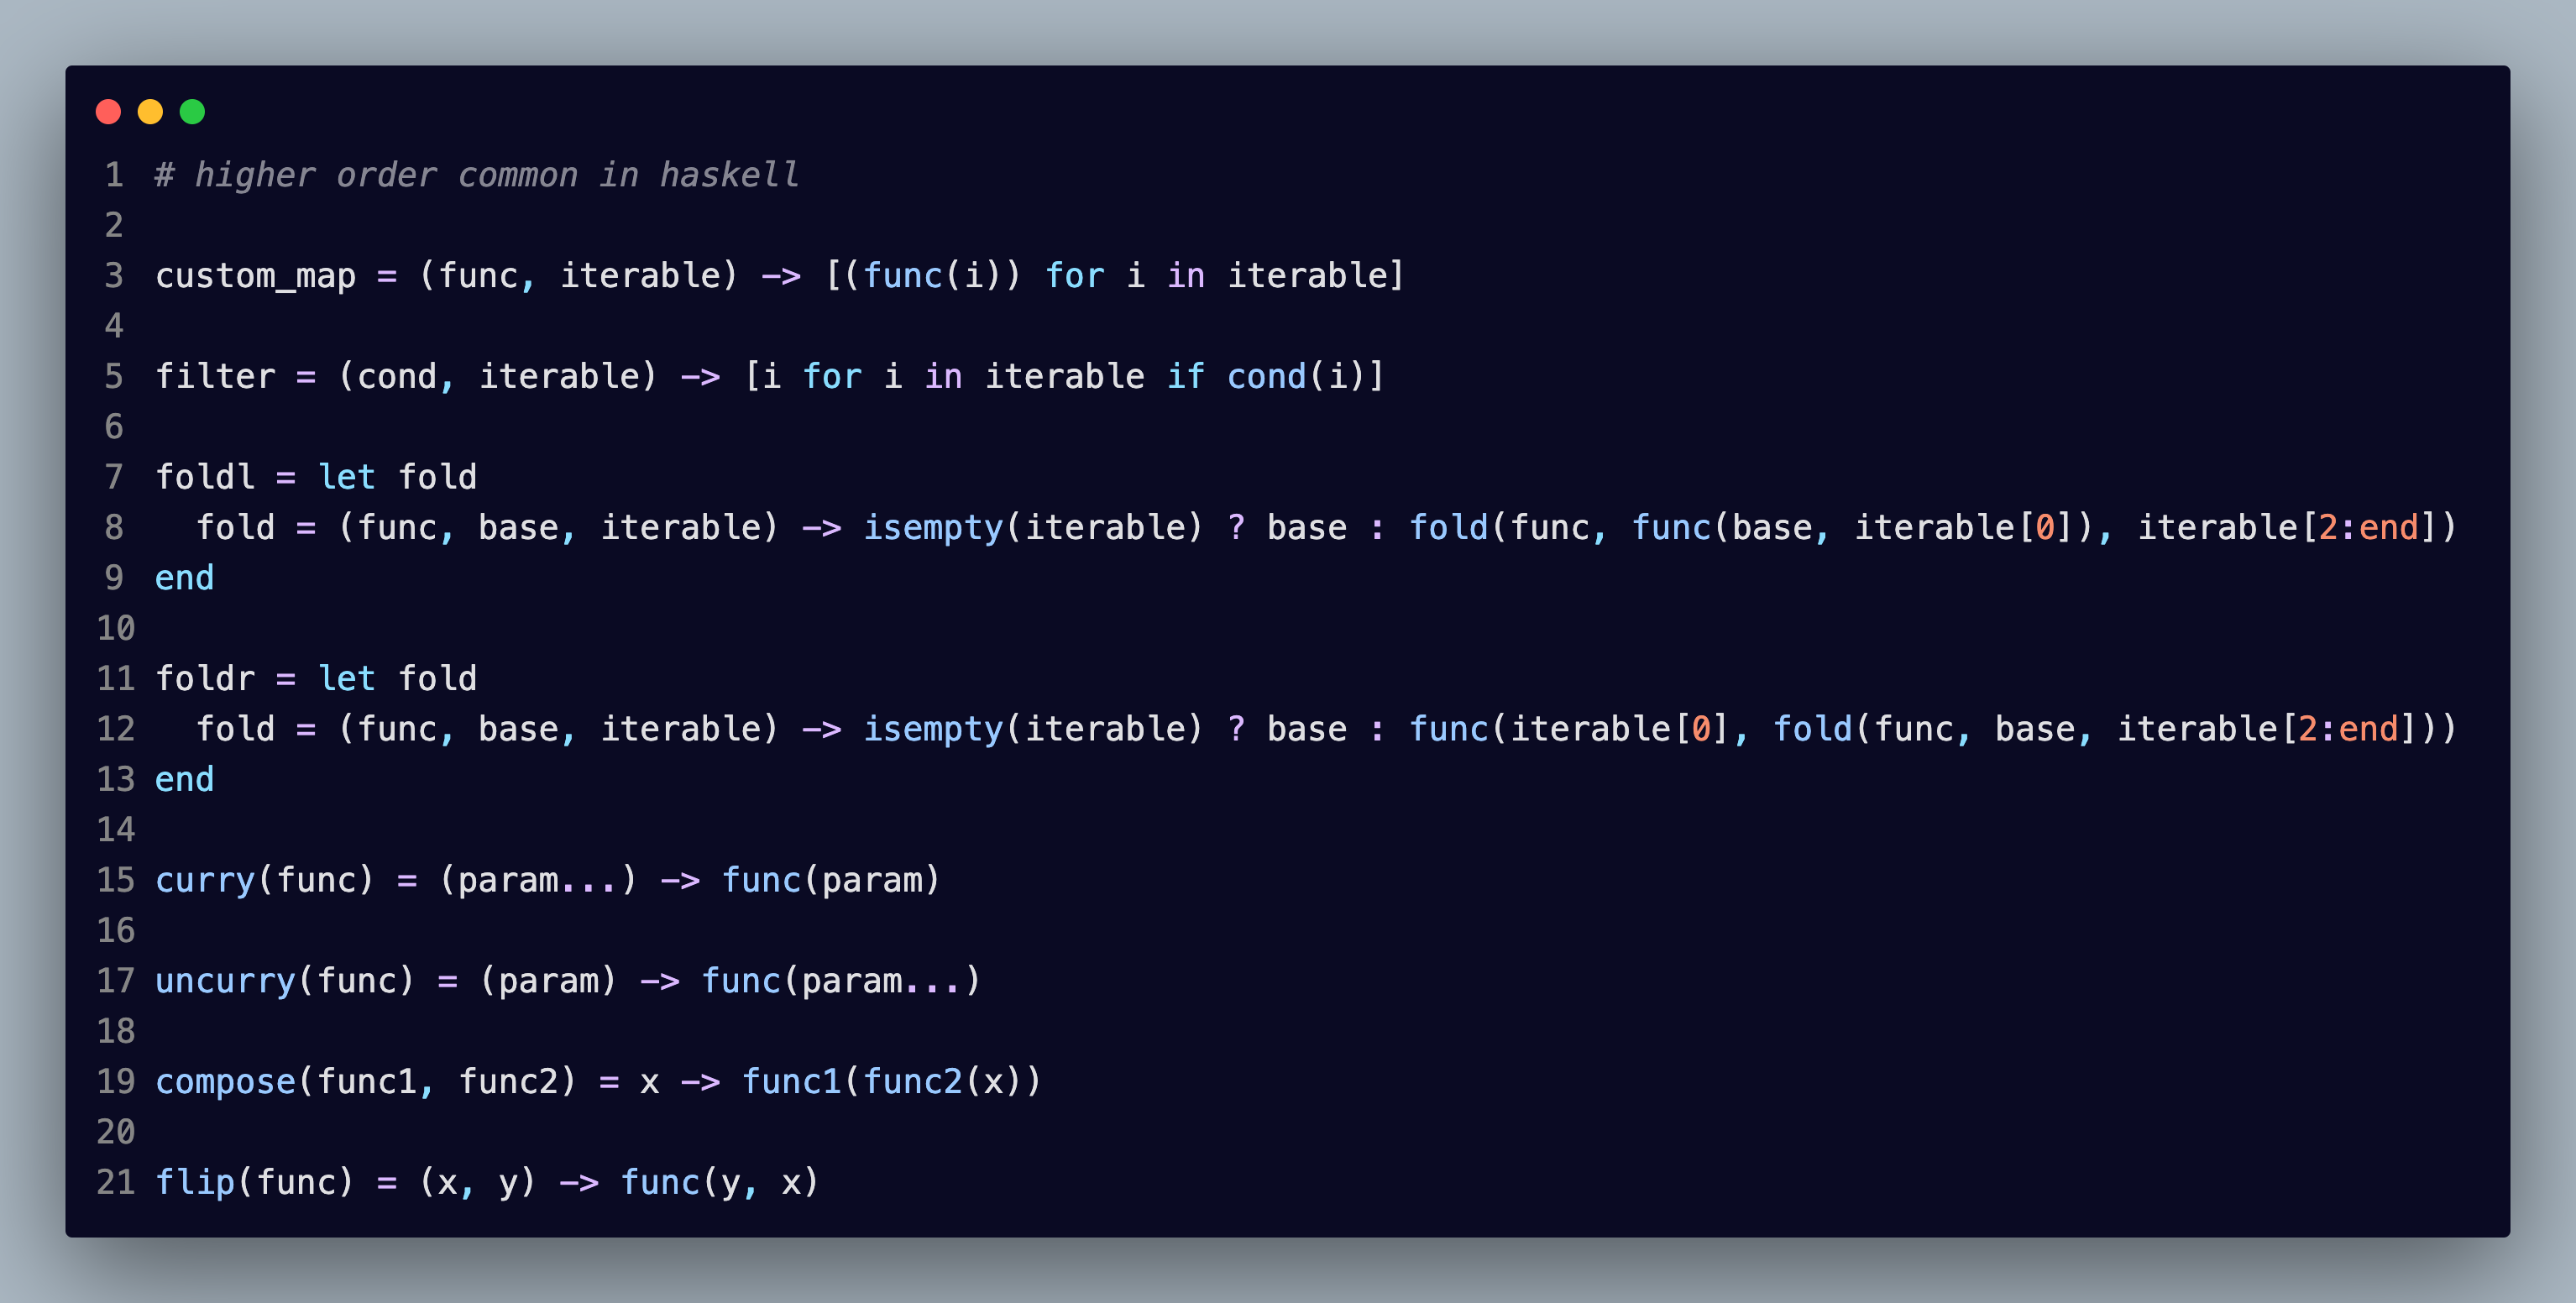 1 # higher order common in haskell
2
3 custom_map = (func, iterable) -> [(func(i)) for i in iterable]
4
5 filter = (cond, iterable) -> [i for i in iterable if cond(i)]
6
7 foldl = let fold
8   fold = (func, base, iterable) -> isempty(iterable) ? base : fold(func, func(base, iterable[0]), iterable[2:end])
9 end
10
11 foldr = let fold
12   fold = (func, base, iterable) -> isempty(iterable) ? base : func(iterable[0], fold(func, base, iterable[2:end]))
13 end
14
15 curry(func) = (param...) -> func(param)
16
17 uncurry(func) = (param) -> func(param...)
18
19 compose(func1, func2) = x -> func1(func2(x))
20
21 flip(func) = (x, y) -> func(y, x)